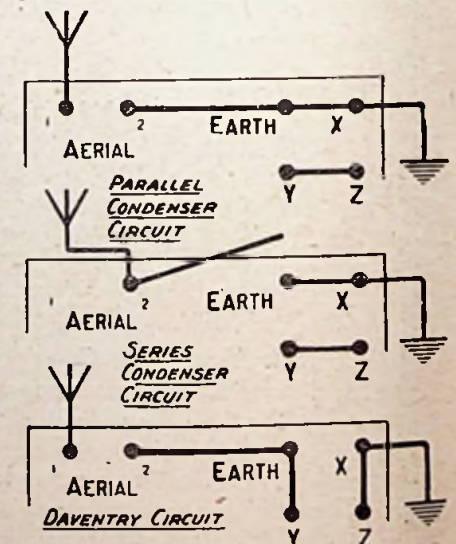 1 2 EARTH X
AERIAL
Y Z
PARALLEL
CONDENSER
CIRCUIT
1 2 EARTH X
AERIAL
Y Z
SERIES
CONDENSER
CIRCUIT
1 2 EARTH X
AERIAL
DAVENTRY CIRCUIT
Y Z